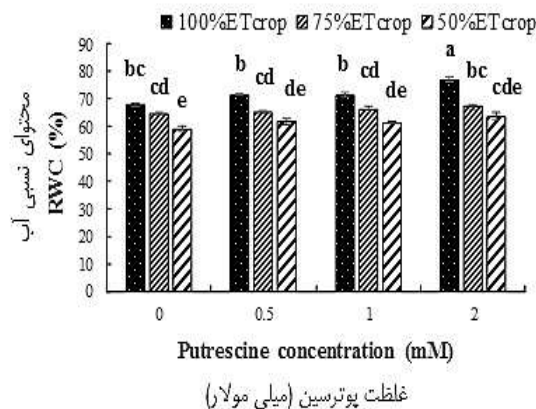 100%ETcrop 75%ETcrop 50%ETcrop
محتوای نسبی آب
RWC (%)
90
80
70
60
50
40
30
20
10
0
bc cd e b cd de b cd de a bc cde
0 0.5 1 2
Putrescine concentration (mM)
غلظت پوترسین (میلی مولار)